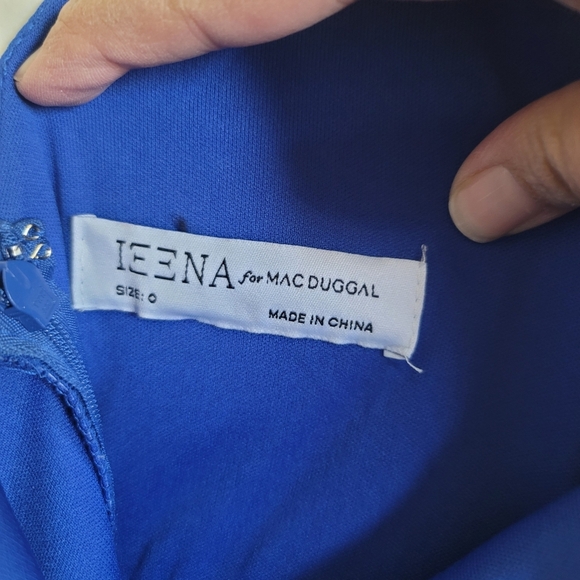 IEENA for MAC DUGGAL
SIZE: 0
MADE IN CHINA